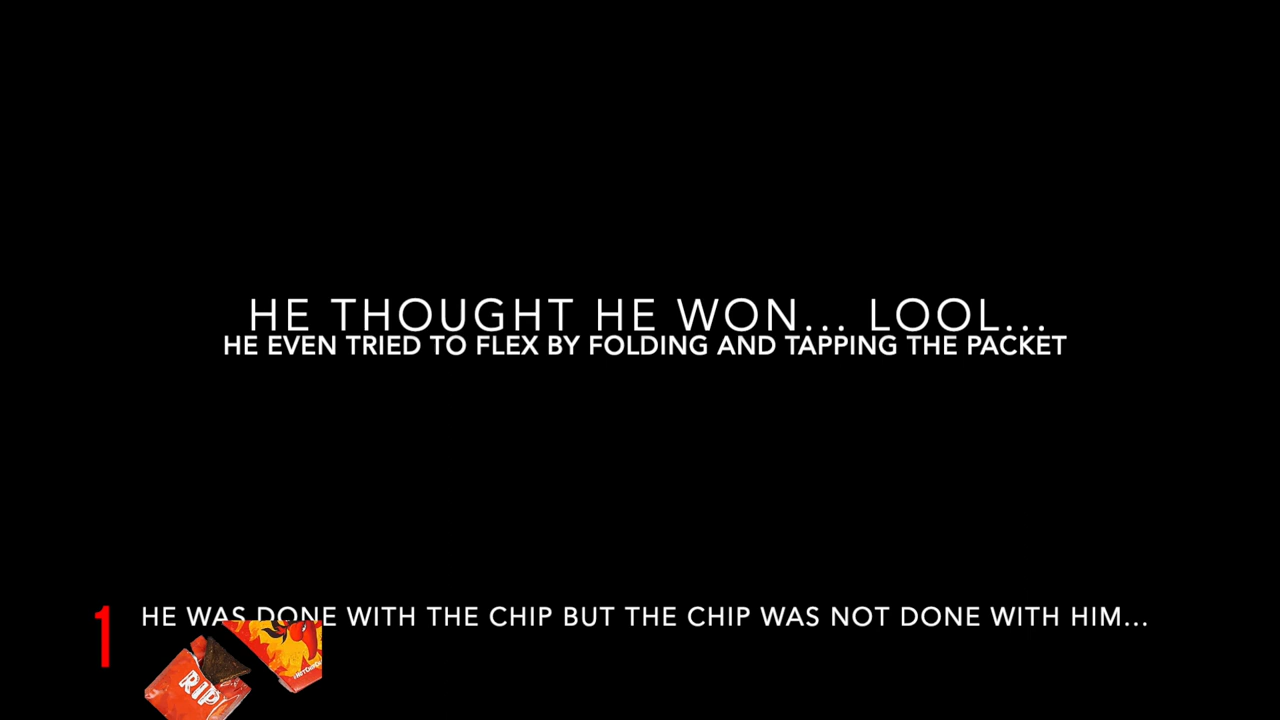 HE THOUGHT HE WON... LOOL...
HE EVEN TRIED TO FLEX BY FOLDING AND TAPPING THE PACKET
1
HE WAS DONE WITH THE CHIP BUT THE CHIP WAS NOT DONE WITH HIM...
RIP